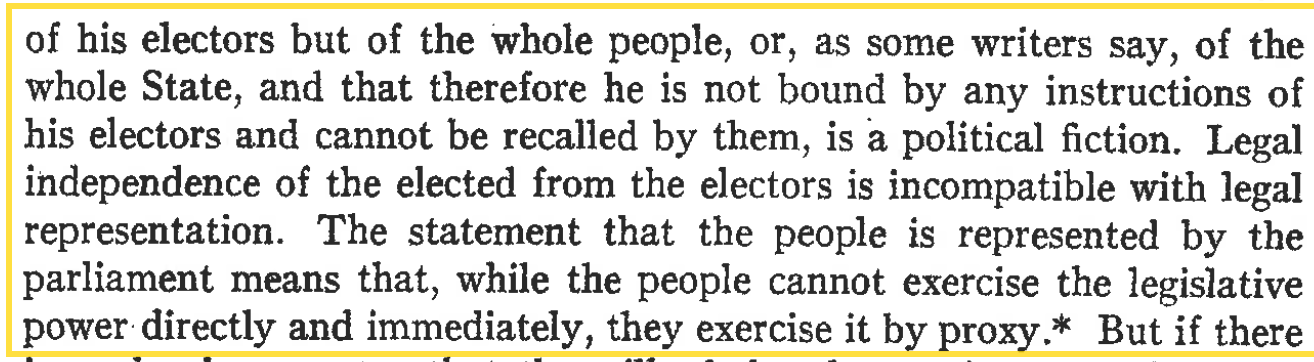 of his electors but of the whole people, or, as some writers say, of the
whole State, and that therefore he is not bound by any instructions of
his electors and cannot be recalled by them, is a political fiction. Legal
independence of the elected from the electors is incompatible with legal
representation. The statement that the people is represented by the
parliament means that, while the people cannot exercise the legislative
power directly and immediately, they exercise it by proxy.* But if there